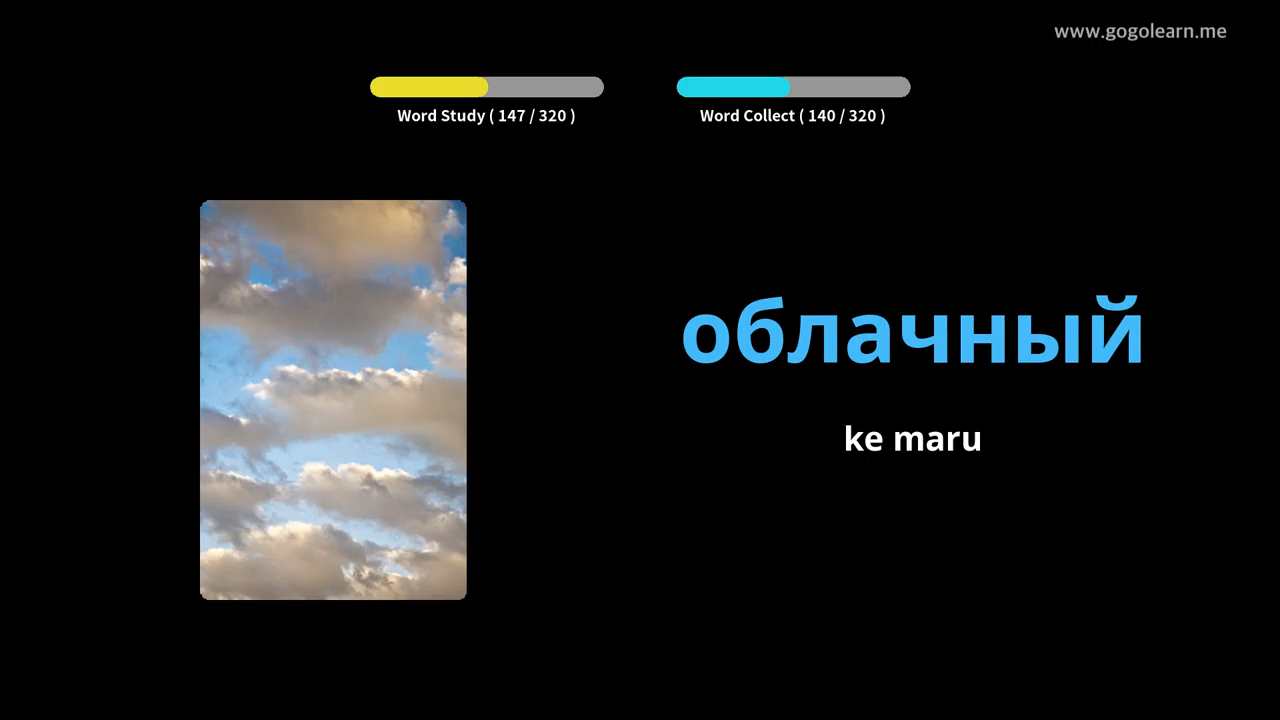 www.gogolearn.me
Word Study ( 147 / 320 )
Word Collect ( 140 / 320 )
облачный
ke maru